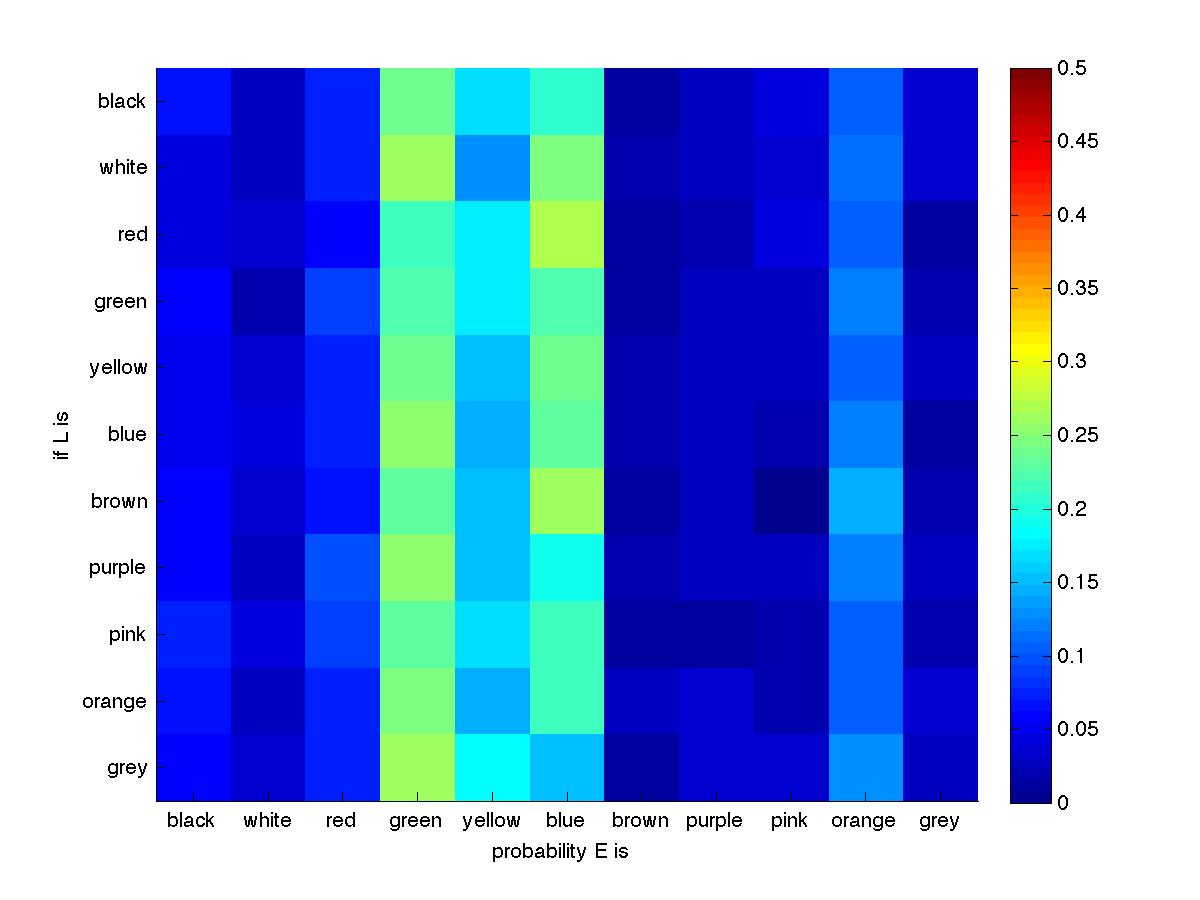 0.5
black
0.45
white
0.4
red
0.35
green
0.3
yellow
0.25
if L is
blue
0.2
brown
0.15
purple
0.1
pink
0.05
orange
grey
0
black white red green yellow blue brown purple pink orange grey
probability E is